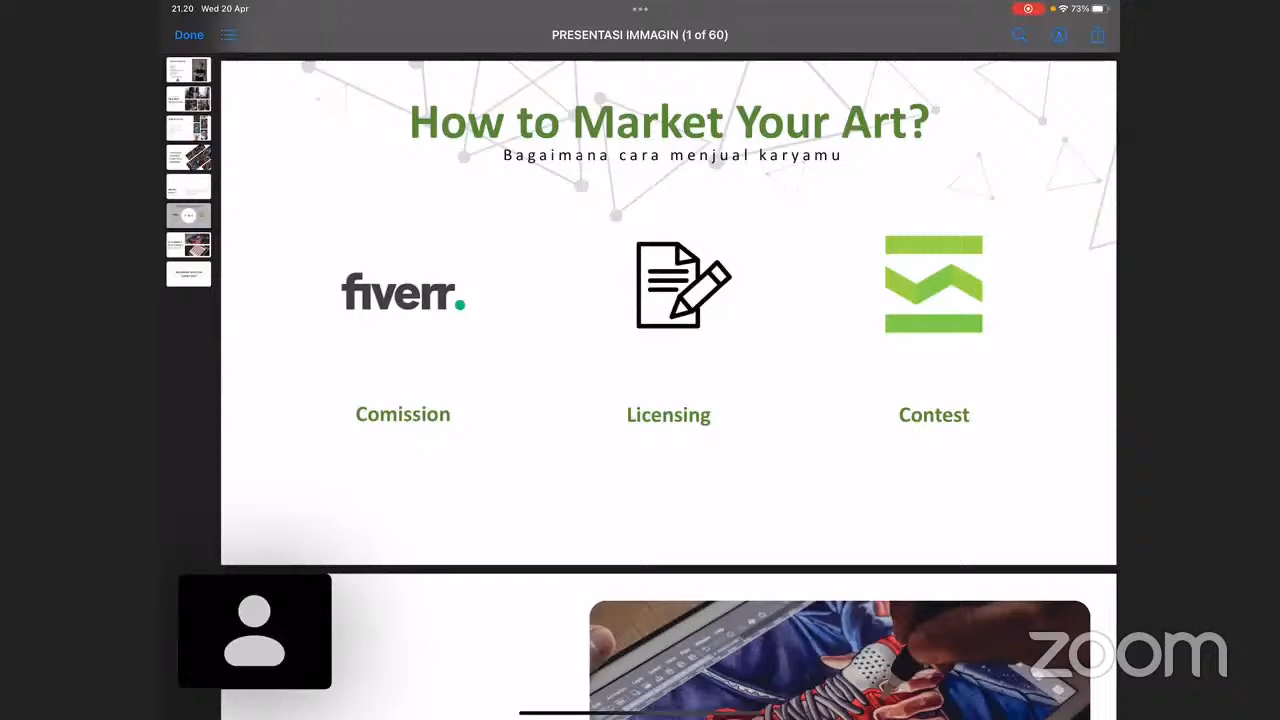 21.20 Wed 20 Apr
73%
Done
PRESENTASI IMMAGIN (1 of 60)
How to Market Your Art?
Bagaimana cara menjual karyamu
fiverr.
Comission
Licensing
Contest
zoom